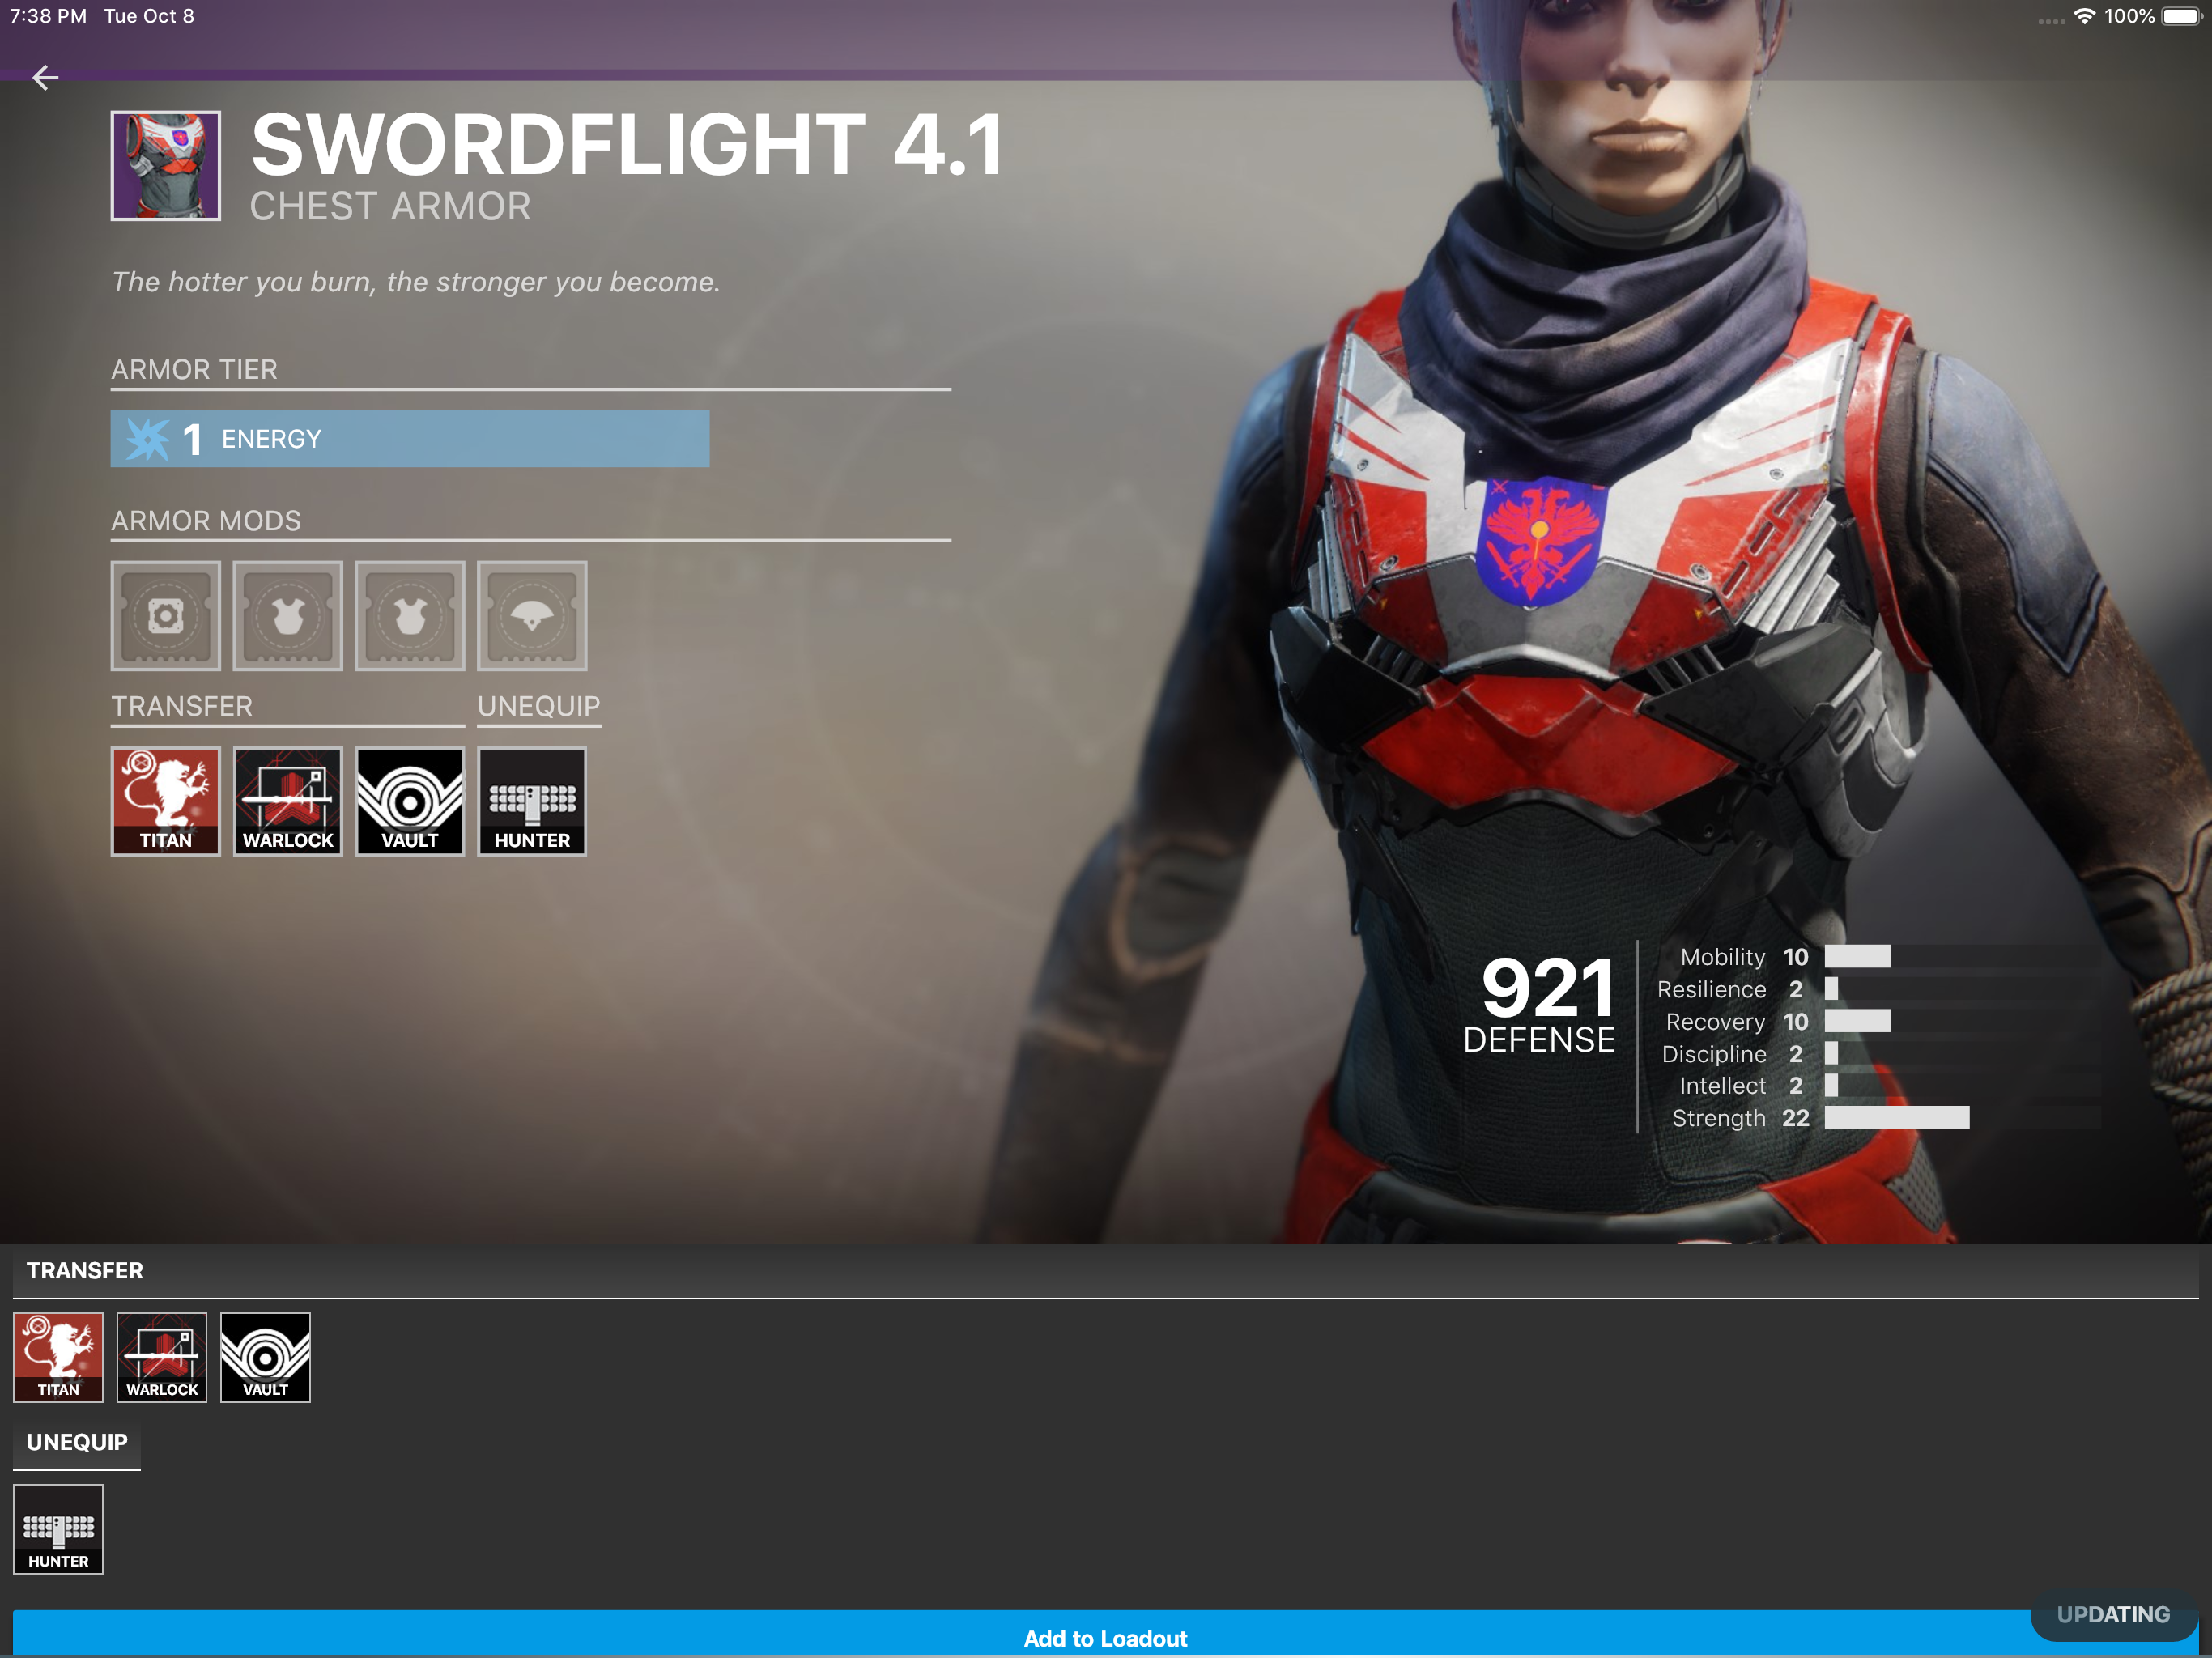 7:38 PM Tue Oct 8
100%
SWORDFLIGHT 4.1
CHEST ARMOR
The hotter you burn, the stronger you become.
ARMOR TIER
1 ENERGY
ARMOR MODS
TRANSFER UNEQUIP
TITAN WARLOCK VAULT HUNTER
921
DEFENSE
Mobility 10
Resilience 2
Recovery 10
Discipline 2
Intellect 2
Strength 22
TRANSFER
TITAN WARLOCK VAULT
UNEQUIP
HUNTER
UPDATING
Add to Loadout